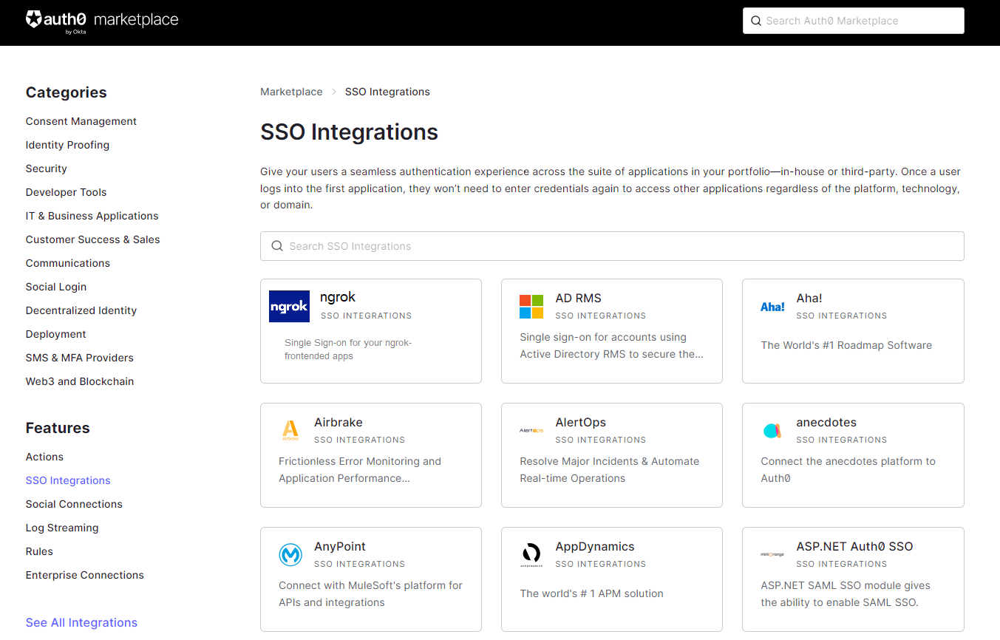 auth0 marketplace
by Okta
Search Auth0 Marketplace
Categories
Consent Management
Identity Proofing
Security
Developer Tools
IT & Business Applications
Customer Success & Sales
Communications
Social Login
Decentralized Identity
Deployment
SMS & MFA Providers
Web3 and Blockchain
Features
Actions
SSO Integrations
Social Connections
Log Streaming
Rules
Enterprise Connections
See All Integrations
Marketplace > SSO Integrations
SSO Integrations
Give your users a seamless authentication experience across the suite of applications in your portfolio—in-house or third-party. Once a user
logs into the first application, they won’t need to enter credentials again to access other applications regardless of the platform, technology,
or domain.
Search SSO Integrations
ngrok
ngrok
SSO INTEGRATIONS
Single Sign-on for your ngrok-
frontended apps
AD RMS
SSO INTEGRATIONS
Single sign-on for accounts using
Active Directory RMS to secure the...
Aha!
Aha!
SSO INTEGRATIONS
The World's #1 Roadmap Software
Airbrake
Airbrake
SSO INTEGRATIONS
Frictionless Error Monitoring and
Application Performance...
AlertOps
AlertOps
SSO INTEGRATIONS
Resolve Major Incidents & Automate
Real-time Operations
anecdotes
SSO INTEGRATIONS
Connect the anecdotes platform to
Auth0
AnyPoint
SSO INTEGRATIONS
Connect with MuleSoft's platform for
APIs and integrations
APPDYNAMICS
AppDynamics
SSO INTEGRATIONS
The world's # 1 APM solution
miniOrange
ASP.NET Auth0 SSO
SSO INTEGRATIONS
ASP.NET SAML SSO module gives
the ability to enable SAML SSO.